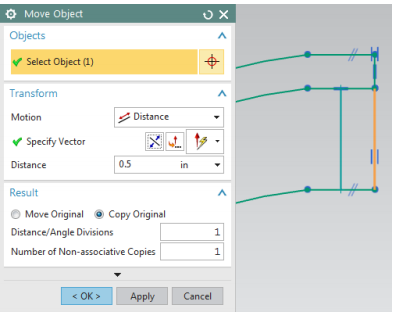 Move Object
Objects
Select Object (1)
Transform
Motion Distance
Specify Vector
Distance 0.5 in
Result
Move Original Copy Original
Distance/Angle Divisions 1
Number of Non-associative Copies 1
< OK > Apply Cancel